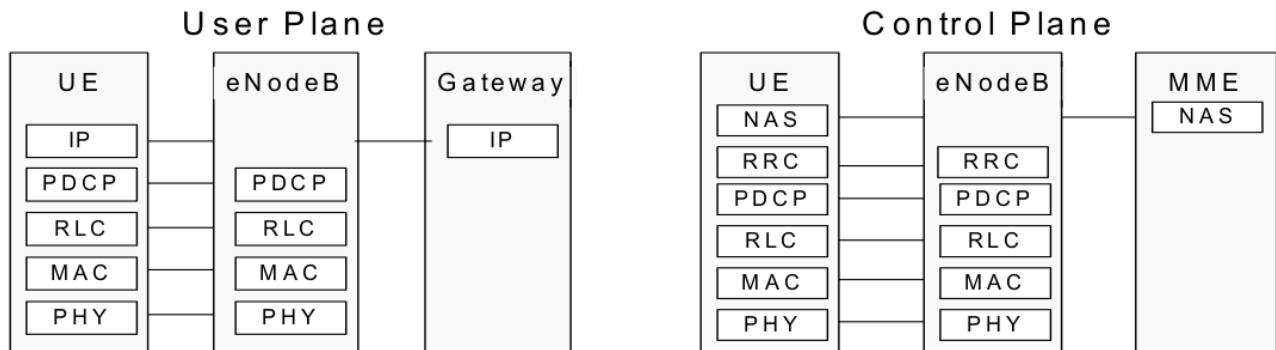 User Plane
UE
eNodeB
Gateway
IP
IP
PDCP
PDCP
RLC
RLC
MAC
MAC
PHY
PHY
Control Plane
UE
eNodeB
MME
NAS
NAS
RRC
RRC
PDCP
PDCP
RLC
RLC
MAC
MAC
PHY
PHY